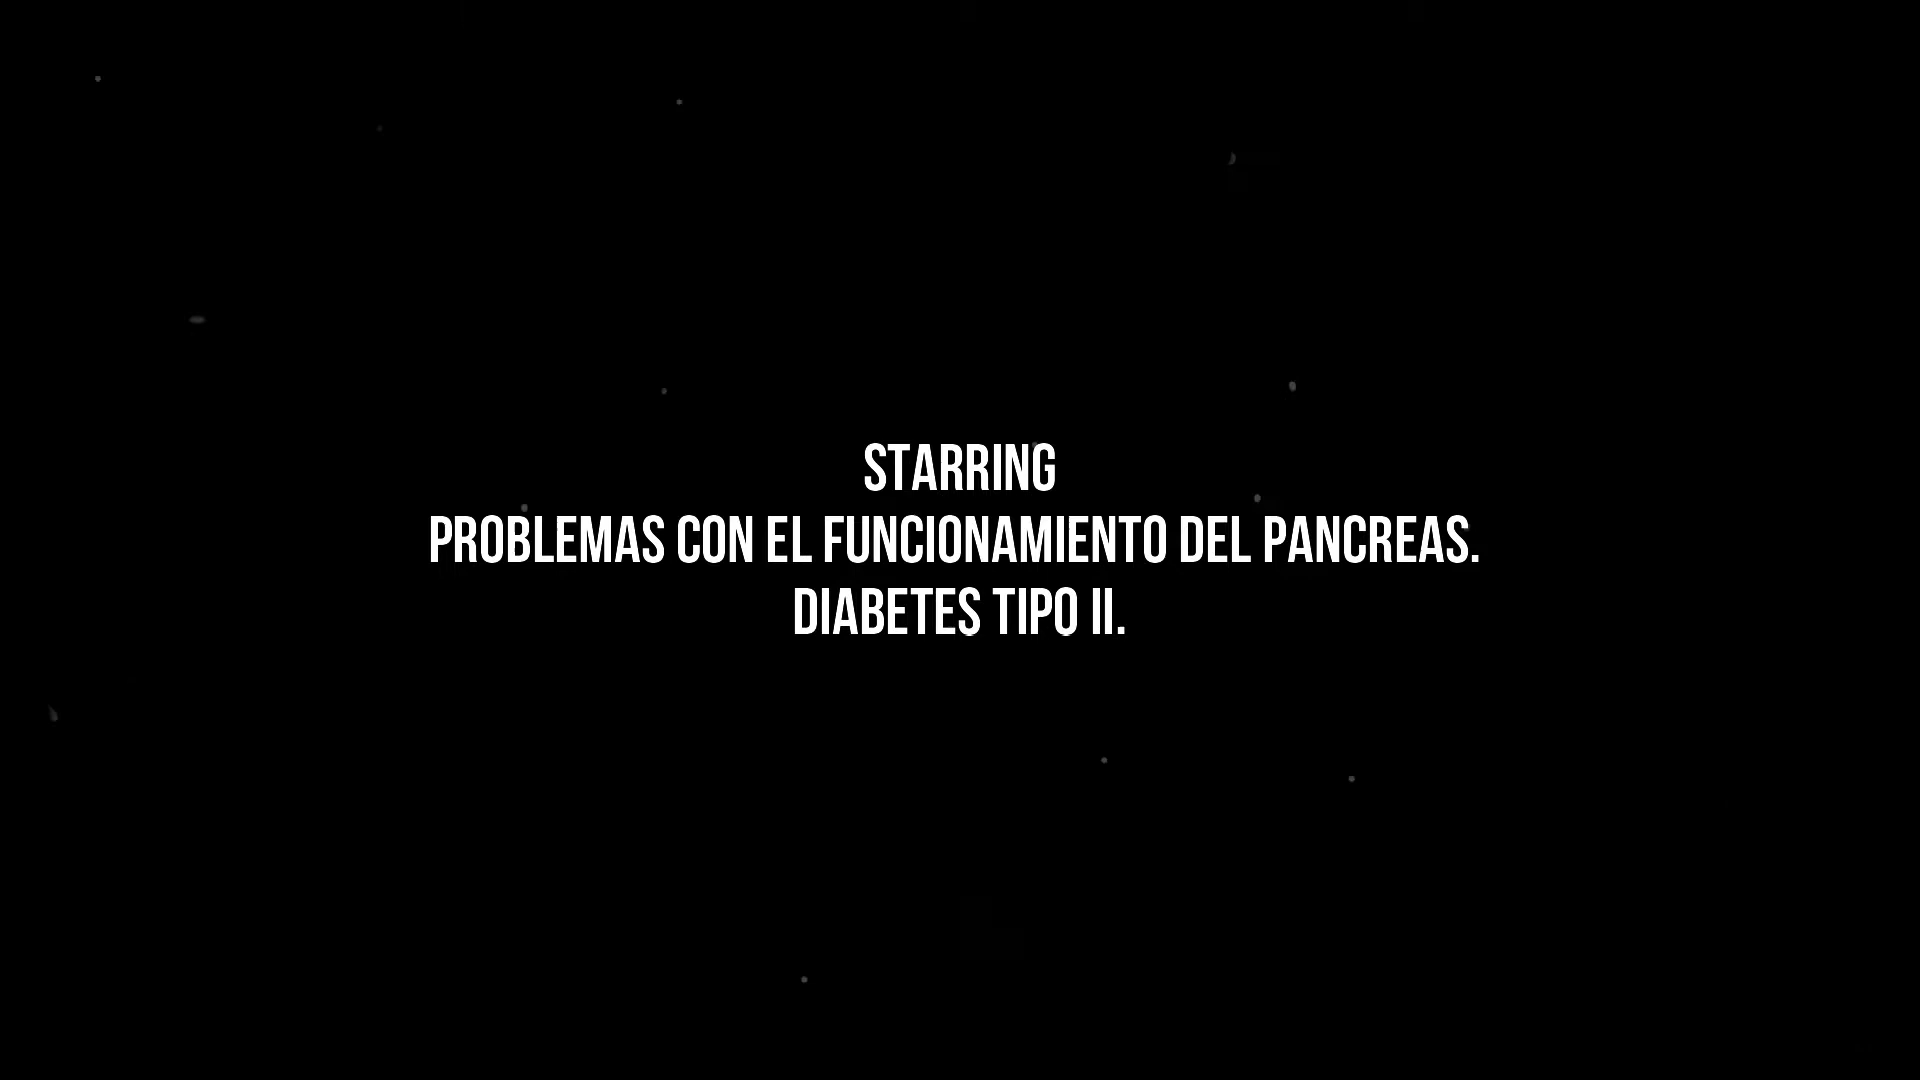 STARRING
PROBLEMAS CON EL FUNCIONAMIENTO DEL PANCREAS.
DIABETES TIPO II.